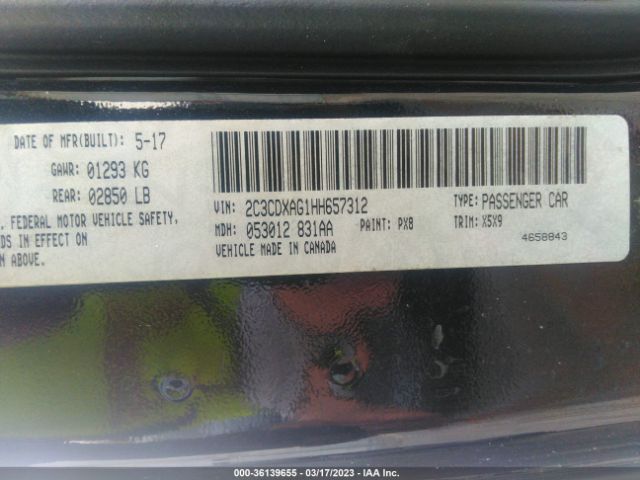 DATE OF MFR(BUILT): 5-17
GAWR: 01293 KG
REAR: 02850 LB
FEDERAL MOTOR VEHICLE SAFETY,
DS IN EFFECT ON
N ABOVE.
VIN: 2C3CDXAG1HH657312
TYPE: PASSENGER CAR
MDH: 053012 831AA
PAINT: PX8
TRIM: X5X9
VEHICLE MADE IN CANADA
4658843
000-36139655 - 03/17/2023 - IAA Inc.